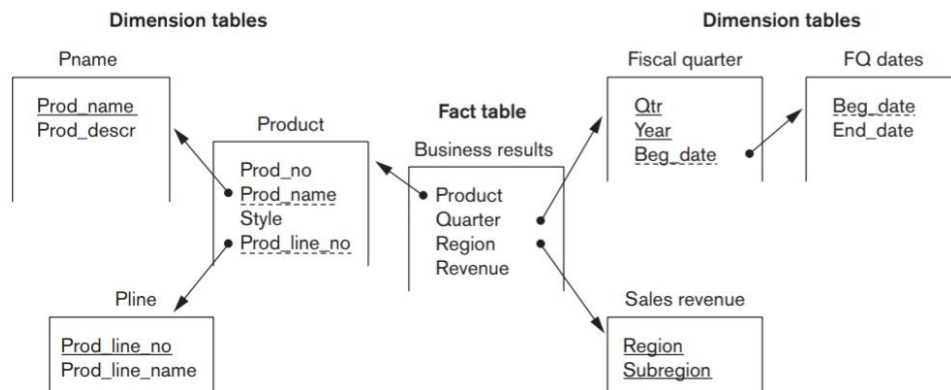 Dimension tables
Pname
Prod_name
Prod_descr
Product
Prod_no
Prod_name
Style
Prod_line_no
Pline
Prod_line_no
Prod_line_name
Fact table
Business results
Product
Quarter
Region
Revenue
Dimension tables
Fiscal quarter
Qtr
Year
Beg_date
FQ dates
Beg_date
End_date
Sales revenue
Region
Subregion